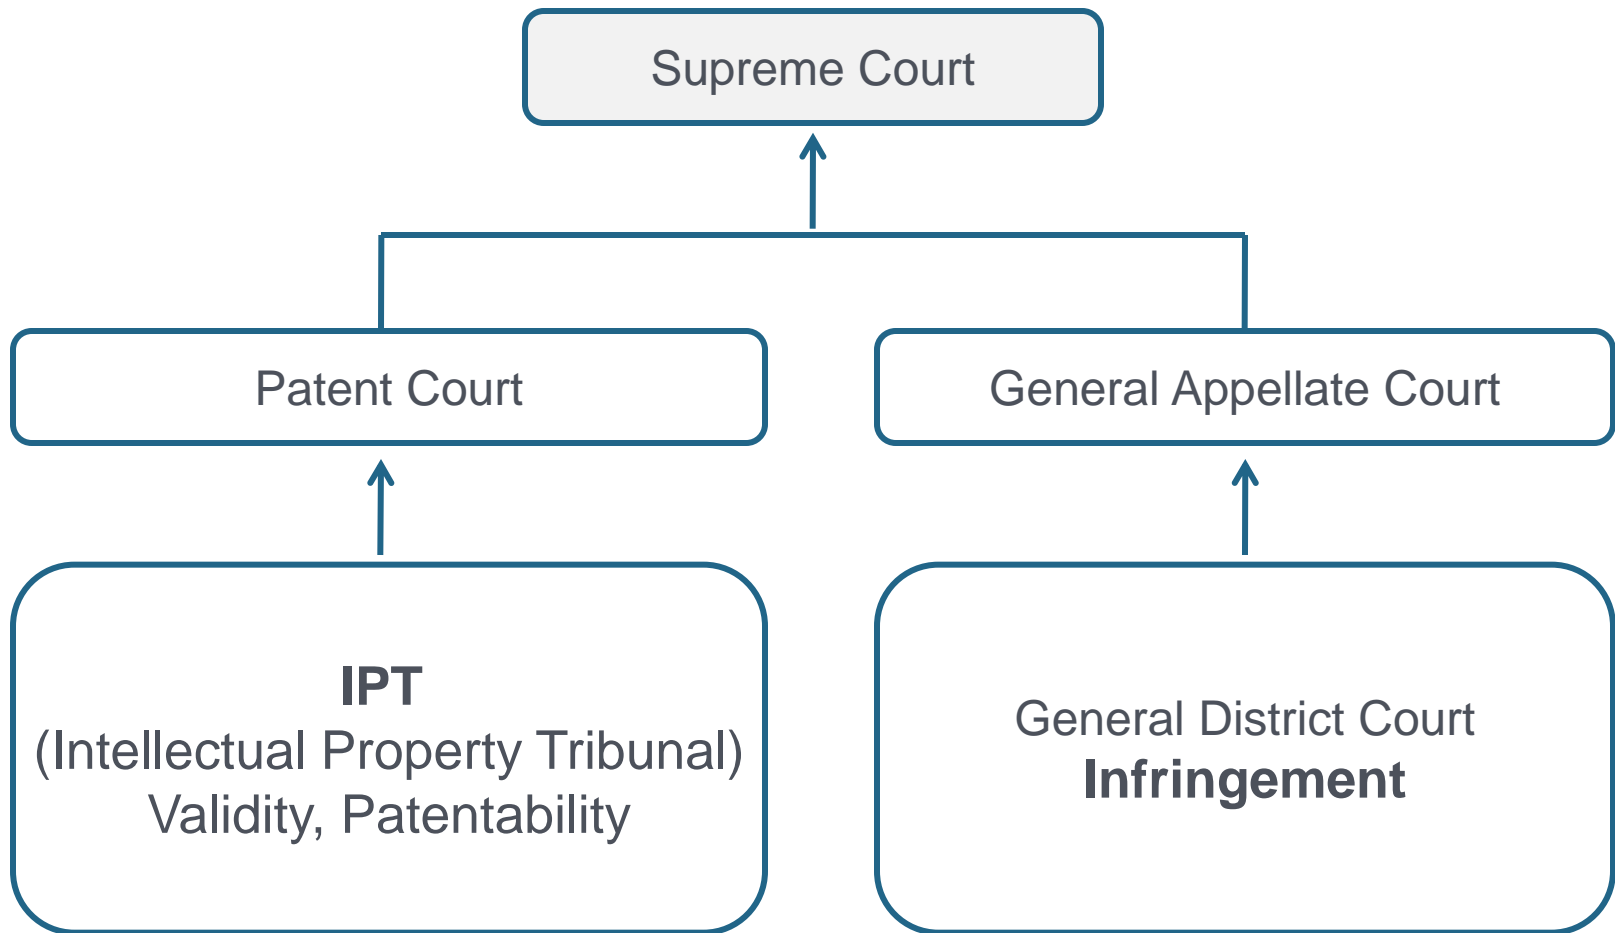 Supreme Court
Patent Court
General Appellate Court
IPT
(Intellectual Property Tribunal)
Validity, Patentability
General District Court
Infringement